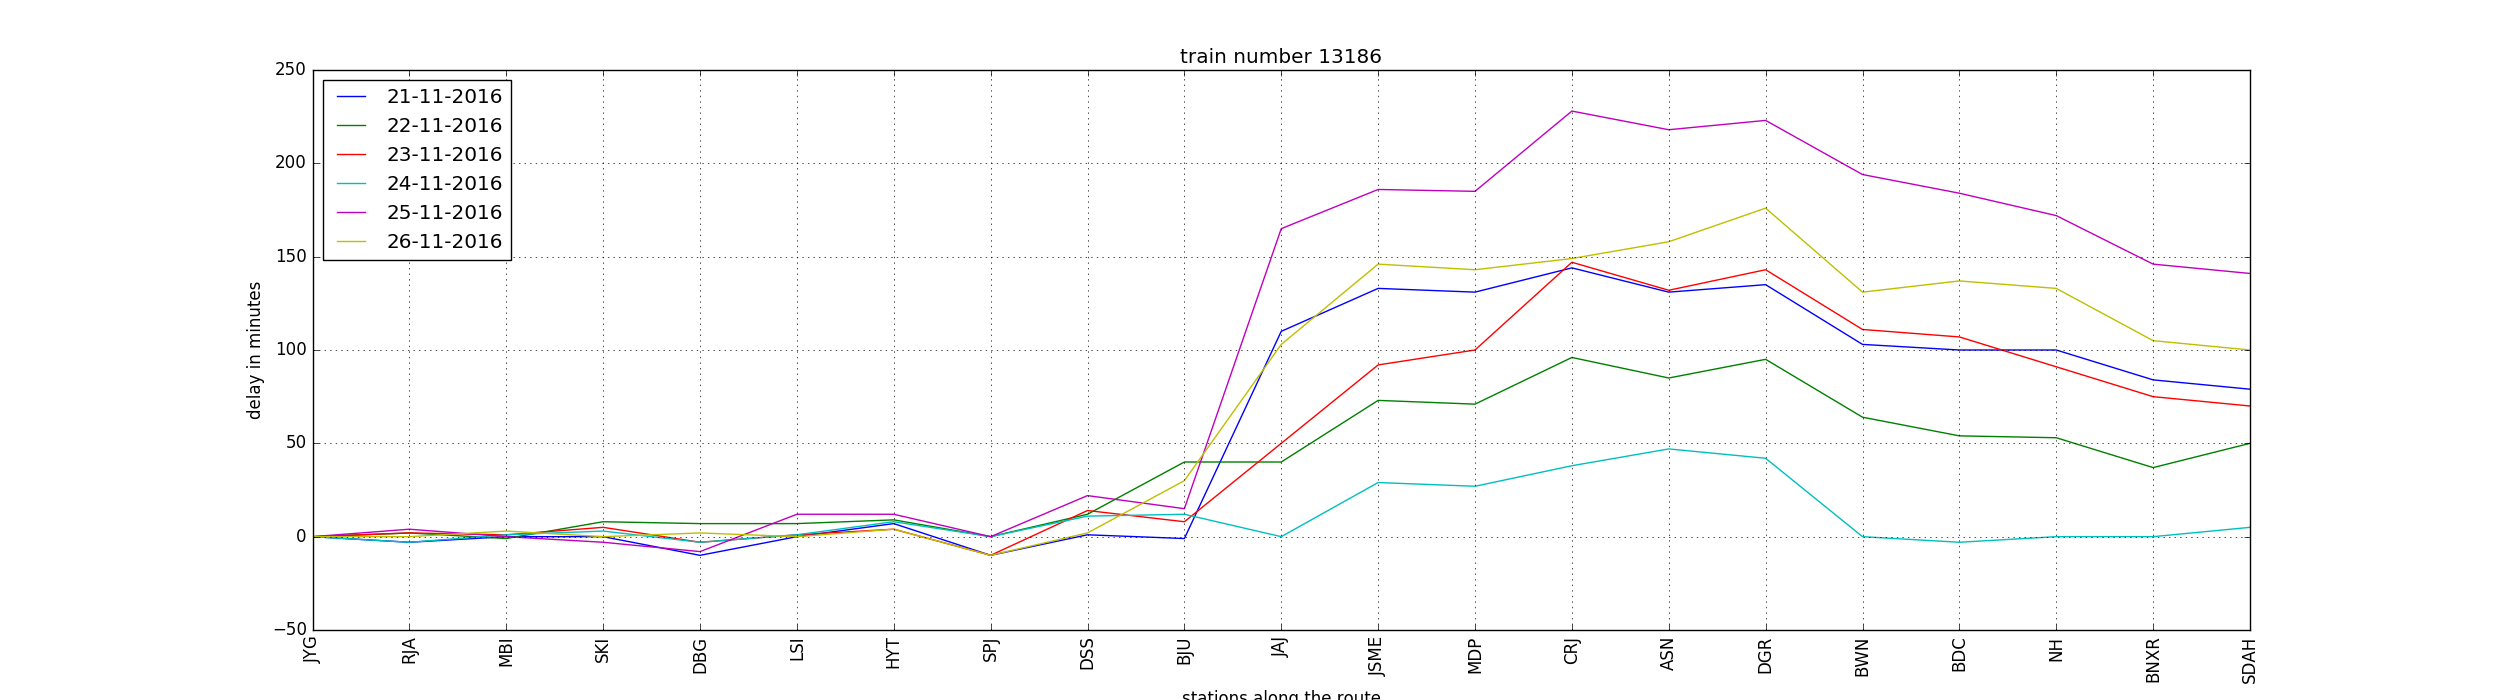 train number 13186
250
200
150
100
50
0
−50
delay in minutes
21-11-2016
22-11-2016
23-11-2016
24-11-2016
25-11-2016
26-11-2016
JYG
RJA
MBI
SKI
DBG
LSI
HYT
SPJ
DSS
BJU
JAJ
JSME
MDP
CRJ
ASN
DGR
BWN
BDC
NH
BNXR
SDAH
stations along the route